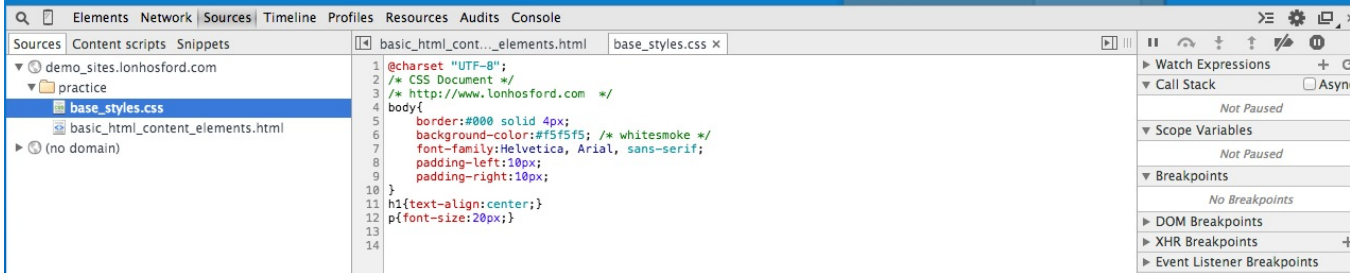 Elements Network Sources Timeline Profiles Resources Audits Console
Sources Content scripts Snippets
demo_sites.lonhosford.com
practice
base_styles.css
basic_html_content_elements.html
(no domain)
basic_html_cont..._elements.html base_styles.css ×
1 @charset "UTF-8";
2 /* CSS Document */
3 /* http://www.lonhosford.com  */
4 body{
5     border:#000 solid 4px;
6     background-color:#f5f5f5; /* whitesmoke */
7     font-family:Helvetica, Arial, sans-serif;
8     padding-left:10px;
9     padding-right:10px;
10 }
11 h1{text-align:center;}
12 p{font-size:20px;}
13
14
Watch Expressions
Call Stack Async
Not Paused
Scope Variables
Not Paused
Breakpoints
No Breakpoints
DOM Breakpoints
XHR Breakpoints
Event Listener Breakpoints